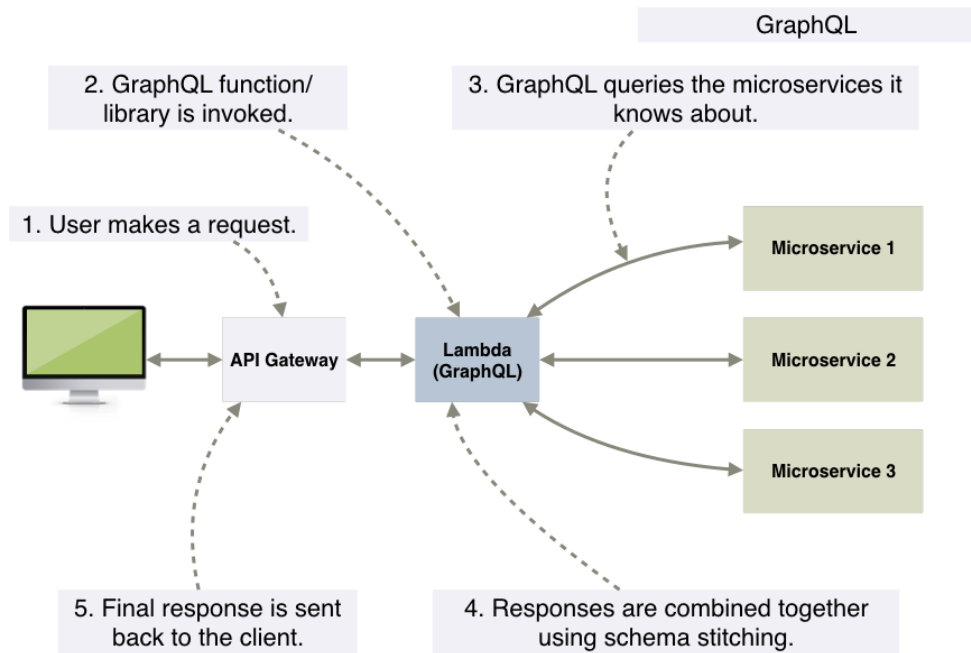 GraphQL
2. GraphQL function/
library is invoked.
3. GraphQL queries the microservices it
knows about.
1. User makes a request.
Microservice 1
API Gateway
Lambda
(GraphQL)
Microservice 2
Microservice 3
5. Final response is sent
back to the client.
4. Responses are combined together
using schema stitching.